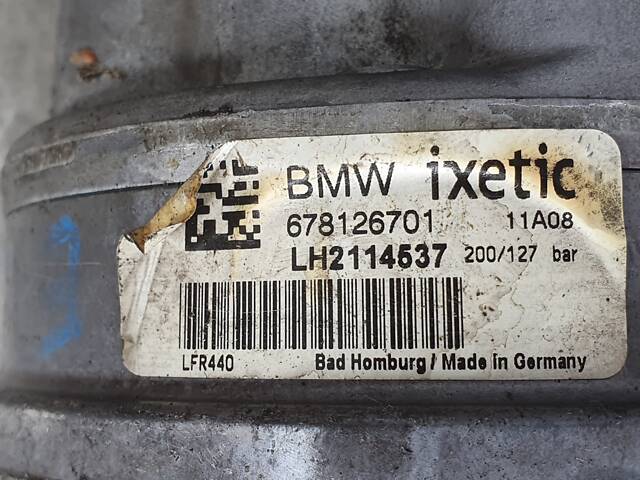 BMW ixetic
678126701 11A08
LH2114537 200/127 bar
LFR440 Bad Homburg / Made in Germany